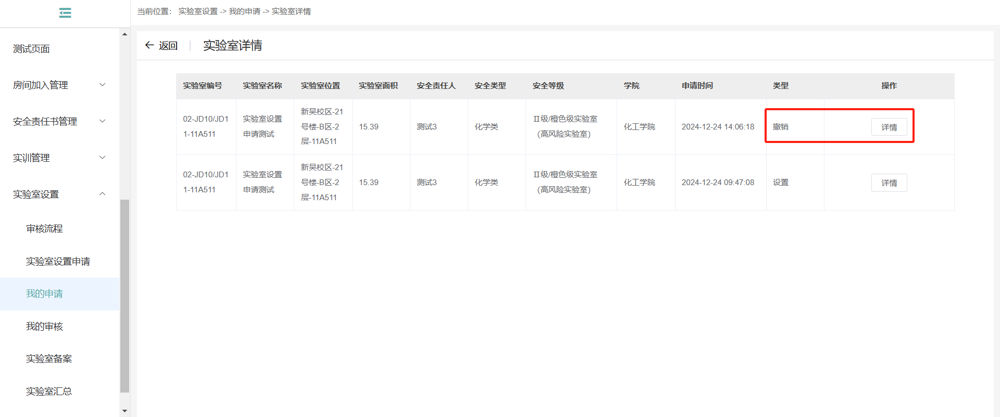 当前位置： 实验室设置 -> 我的申请 -> 实验室详情
测试页面
房间加入管理
安全责任书管理
实训管理
实验室设置
审核流程
实验室设置申请
我的申请
我的审核
实验室备案
实验室汇总
返回 实验室详情
实验室编号 实验室名称 实验室位置 实验室面积 安全责任人 安全类型 安全等级 学院 申请时间 类型 操作
02-JD10/JD1
1-11A511
实验室设置
申请测试
新吴校区-21
号楼-B区-2
层-11A511
15.39
测试3
化学类
Ⅱ级/橙色级实验室
(高风险实验室)
化工学院
2024-12-24 14:06:18
撤销
详情
02-JD10/JD1
1-11A511
实验室设置
申请测试
新吴校区-21
号楼-B区-2
层-11A511
15.39
测试3
化学类
Ⅱ级/橙色级实验室
(高风险实验室)
化工学院
2024-12-24 09:47:08
设置
详情